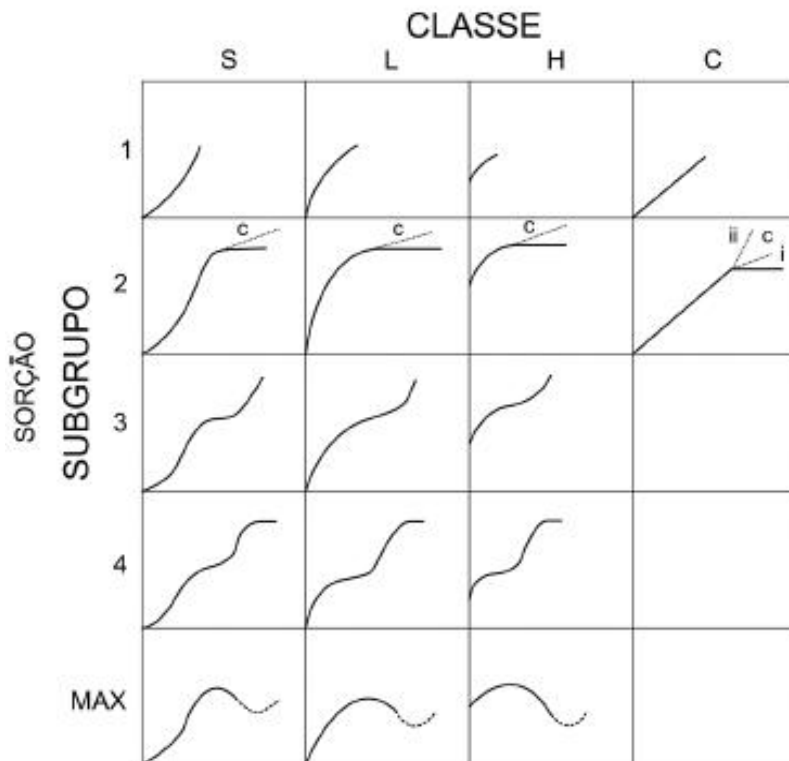 CLASSE
S L H C
1
c c c ii c i
2
SORÇÃO
SUBGRUPO
3
4
MAX